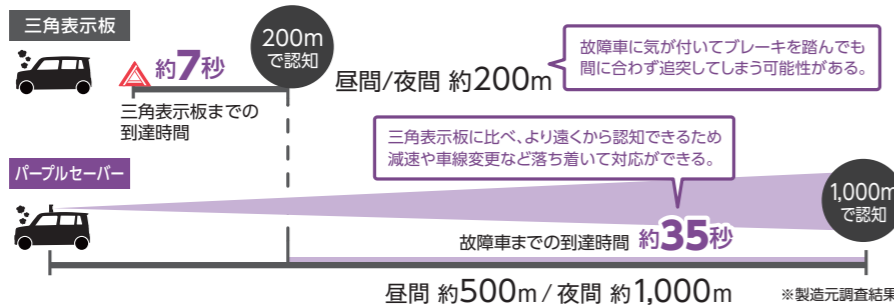 三角表示板
約7秒
200m
で認知
昼間/夜間 約200m
故障車に気が付いてブレーキを踏んでも
間に合わず追突してしまう可能性がある。
三角表示板までの
到達時間
三角表示板に比べ、より遠くから認知できるため
減速や車線変更など落ち着いて対応ができる。
パープルセーバー
1,000m
で認知
故障車までの到達時間 約35秒
昼間 約500m / 夜間 約1,000m
※製造元調査結果